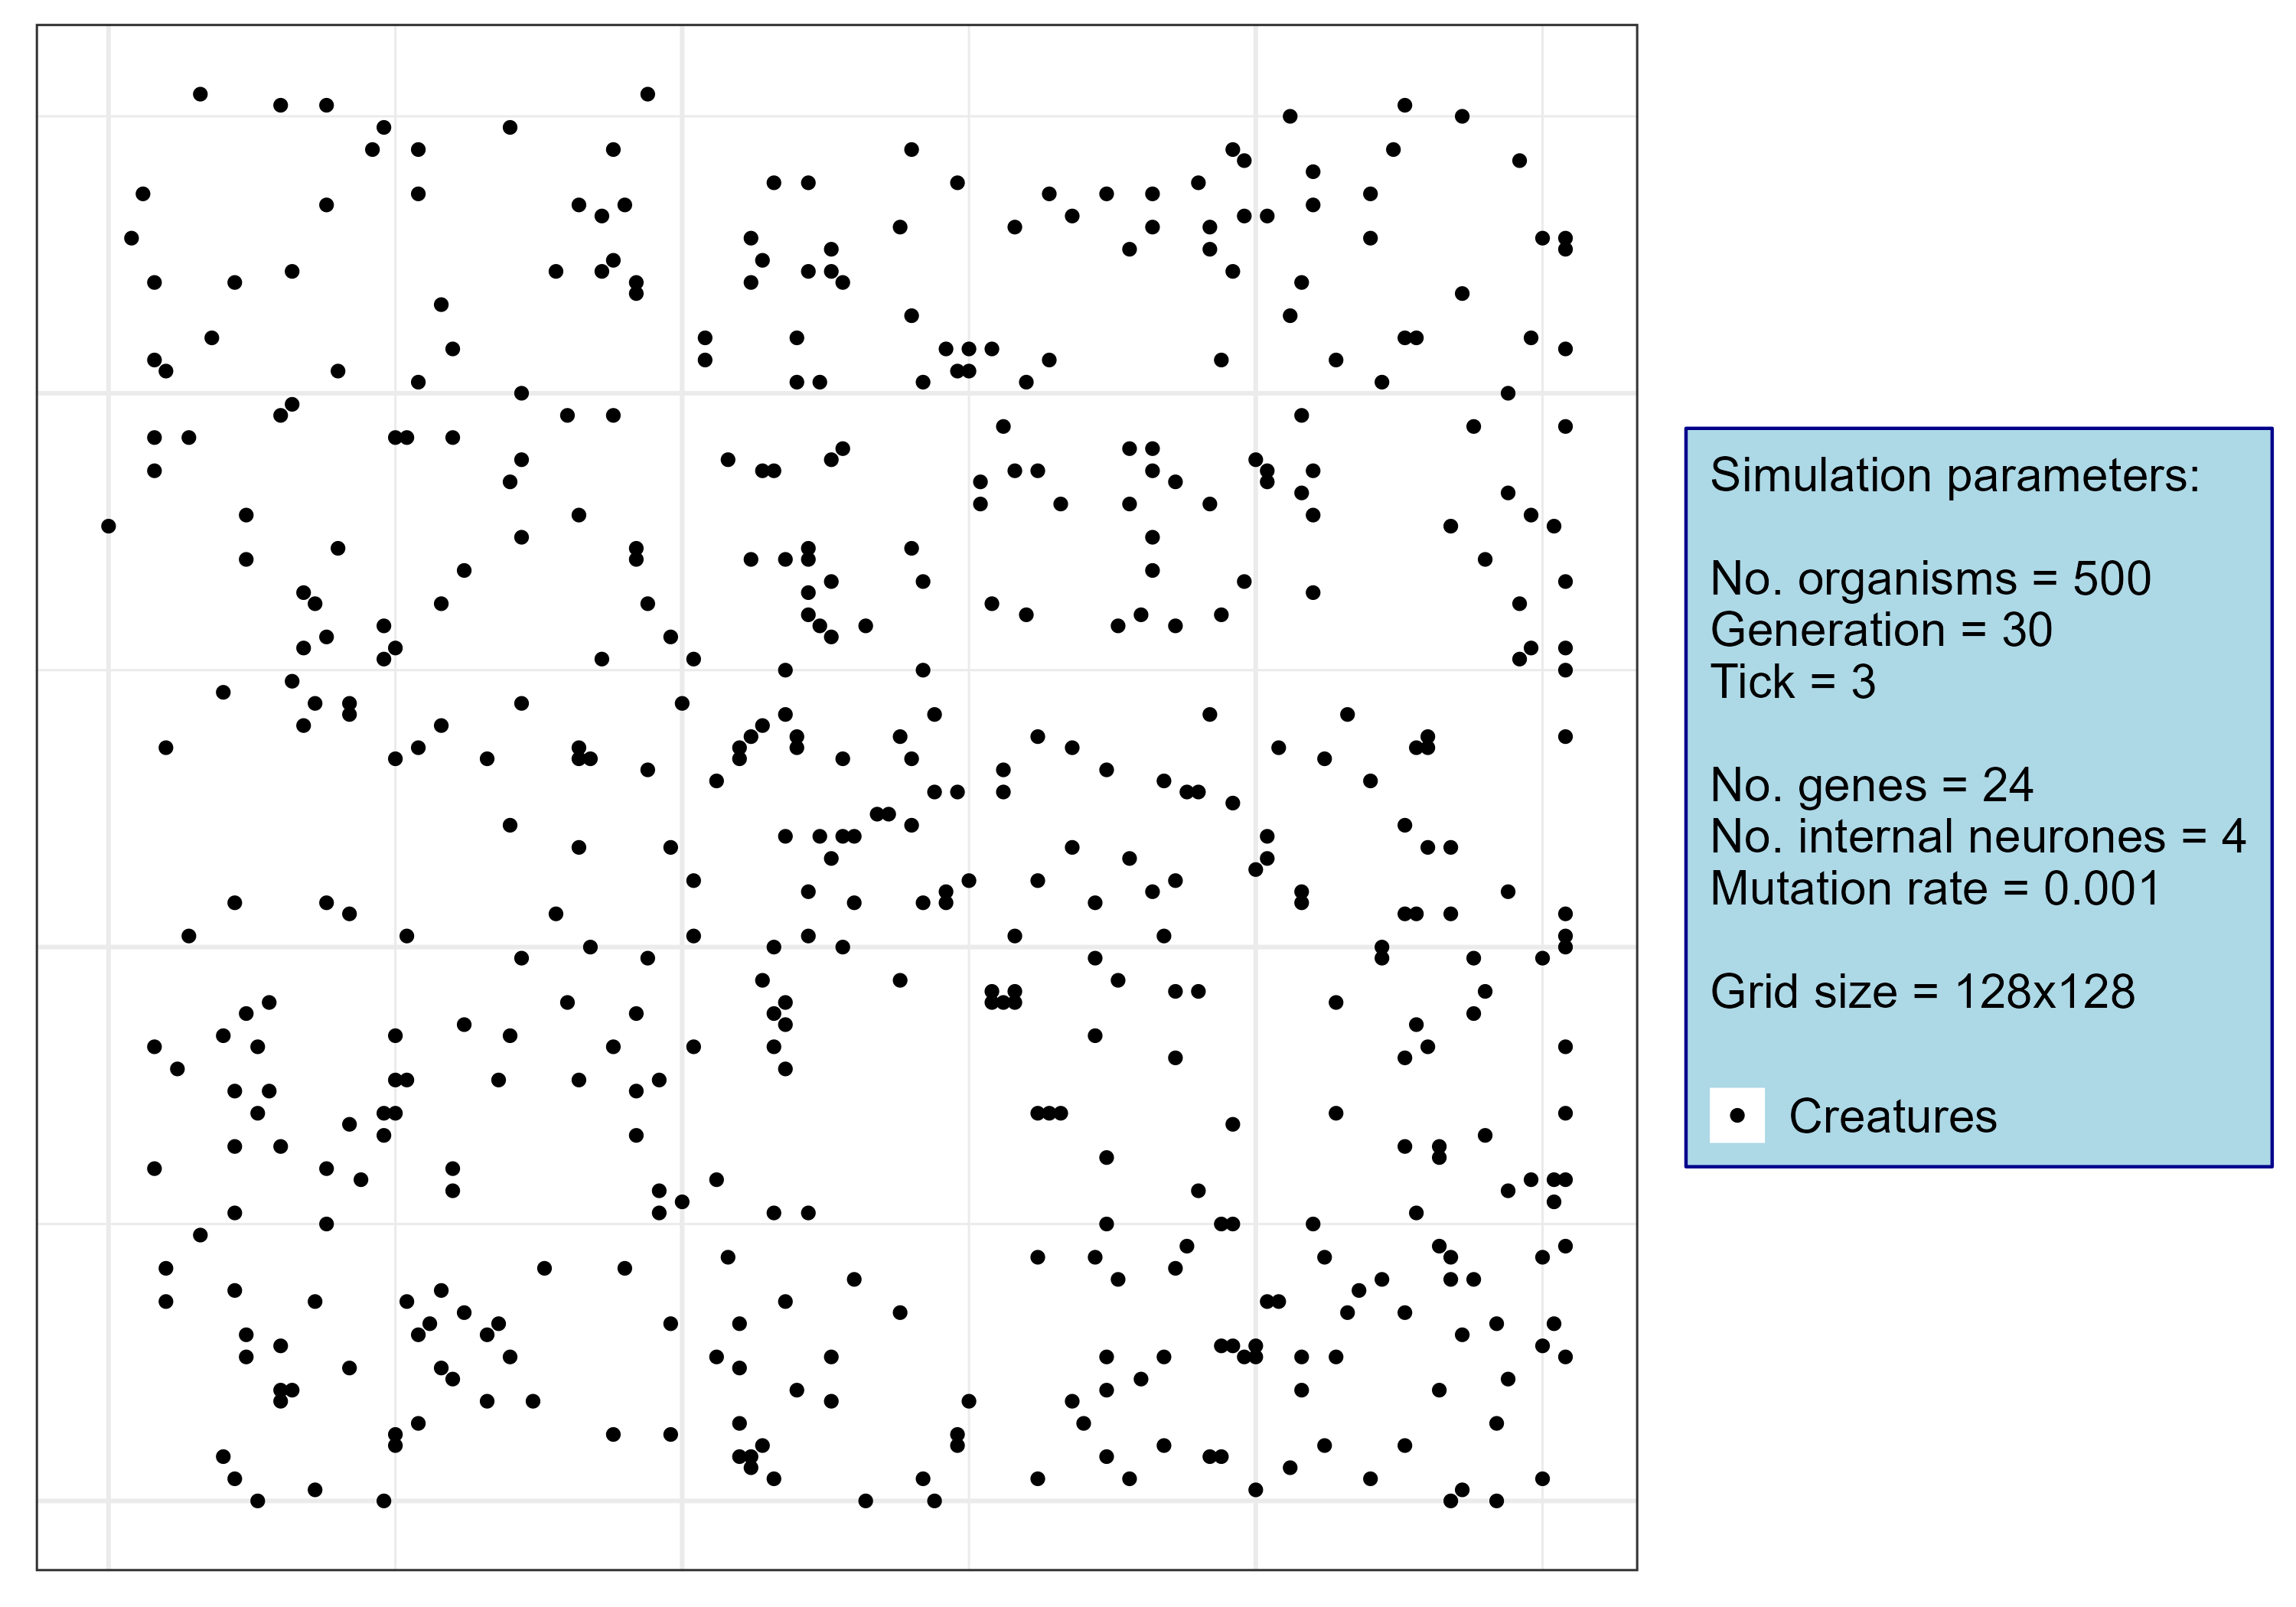 Simulation parameters:
No. organisms = 500
Generation = 30
Tick = 3
No. genes = 24
No. internal neurones = 4
Mutation rate = 0.001
Grid size = 128x128
Creatures